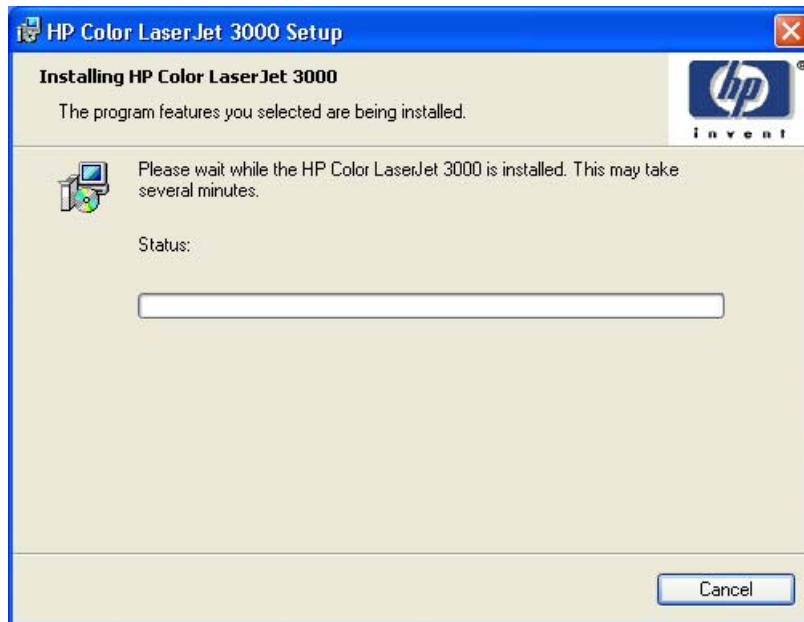 HP Color LaserJet 3000 Setup
Installing HP Color LaserJet 3000
The program features you selected are being installed.
hp
®
invent
Please wait while the HP Color LaserJet 3000 is installed. This may take
several minutes.
Status:
Cancel